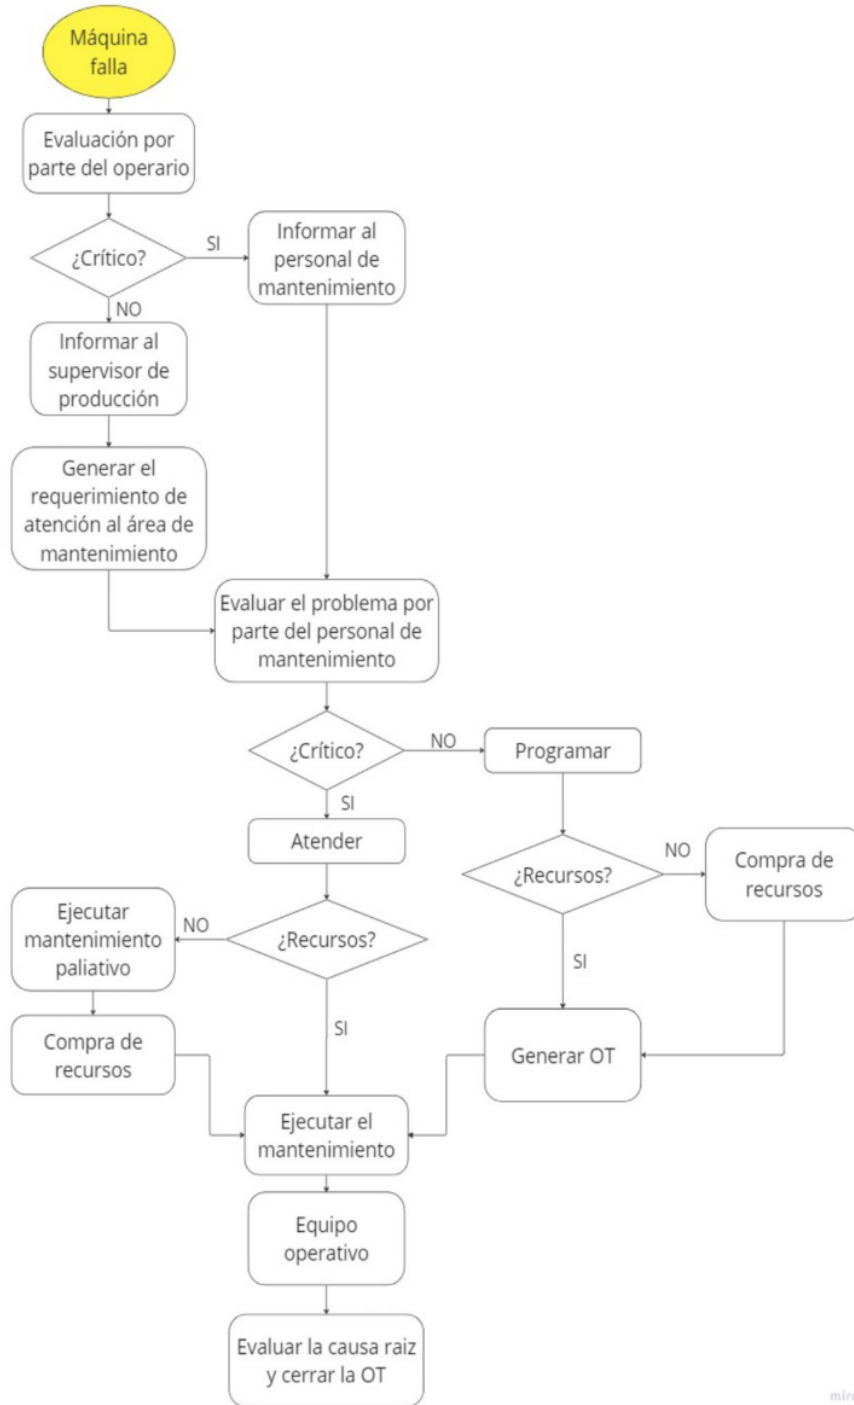 Máquina
falla
Evaluación por
parte del operario
¿Crítico?
SI
Informar al
personal de
mantenimiento
NO
Informar al
supervisor de
producción
Generar el
requerimiento de
atención al área de
mantenimiento
Evaluar el problema por
parte del personal de
mantenimiento
¿Crítico?
NO
Programar
SI
Atender
¿Recursos?
NO
Compra de
recursos
Ejecutar
mantenimiento
paliativo
NO
¿Recursos?
SI
SI
Compra de
recursos
Generar OT
Ejecutar el
mantenimiento
Equipo
operativo
Evaluar la causa raiz
y cerrar la OT